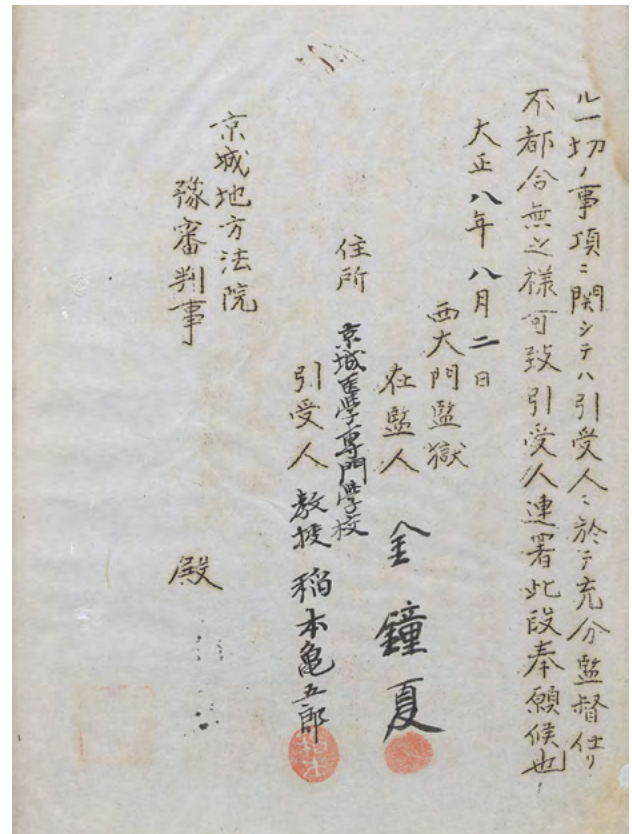 ル一切ノ事項ニ関シテハ引受人ニ於テ充分監督仕リ
不都合無之様可致引受人連署此段奉願候也
大正八年八月二日
西大門監獄
在監人 金鐘夏
住所 京城医学専門学校
引受人 教授 稲本亀五郎
稲本
京城地方法院
豫審判事 殿